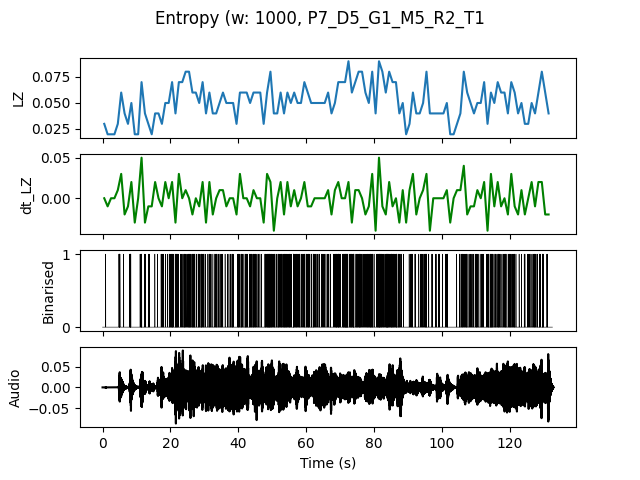 Entropy (w: 1000, P7_D5_G1_M5_R2_T1
LZ
0.075
0.050
0.025
dt_LZ
0.05
0.00
Binarised
1
0
Audio
0.05
0.00
−0.05
0 20 40 60 80 100 120
Time (s)